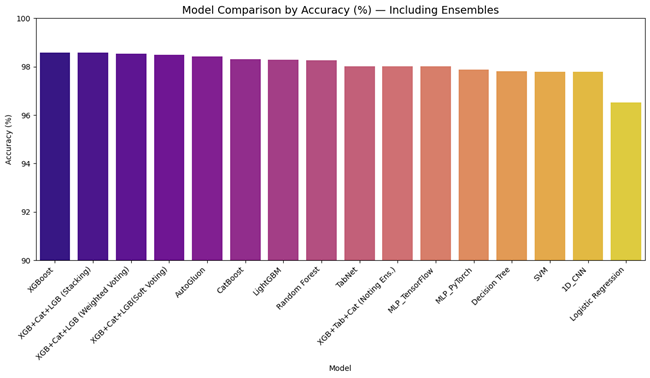 Model Comparison by Accuracy (%) — Including Ensembles
Accuracy (%)
100
98
96
94
92
90
XGBoost
XGB+Cat+LGB (Stacking)
XGB+Cat+LGB (Weighted Voting)
XGB+Cat+LGB(Soft Voting)
AutoGluon
CatBoost
LightGBM
Random Forest
TabNet
XGB+Tab+Cat (Noting Ens.)
MLP_TensorFlow
MLP_PyTorch
Decision Tree
SVM
1D_CNN
Logistic Regression
Model